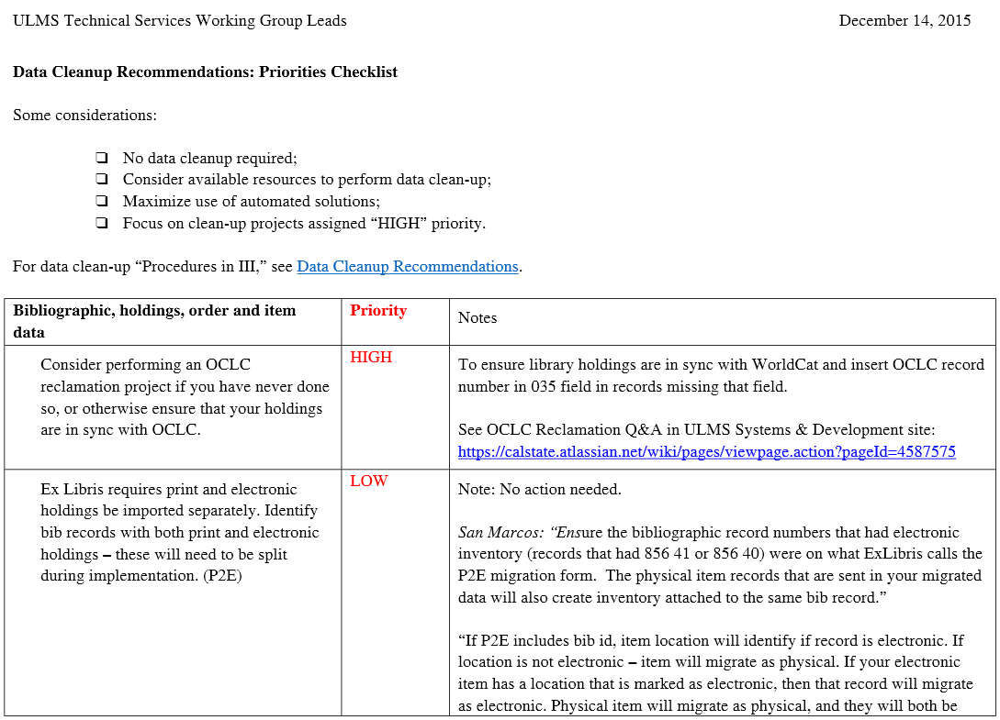 ULMS Technical Services Working Group Leads December 14, 2015
Data Cleanup Recommendations: Priorities Checklist
Some considerations:
❑ No data cleanup required;
❑ Consider available resources to perform data clean-up;
❑ Maximize use of automated solutions;
❑ Focus on clean-up projects assigned “HIGH” priority.
For data clean-up “Procedures in III,” see Data Cleanup Recommendations.
Bibliographic, holdings, order and item
data
Priority
Notes
Consider performing an OCLC
reclamation project if you have never done
so, or otherwise ensure that your holdings
are in sync with OCLC.
HIGH
To ensure library holdings are in sync with WorldCat and insert OCLC record
number in 035 field in records missing that field.
See OCLC Reclamation Q&A in ULMS Systems & Development site:
https://calstate.atlassian.net/wiki/pages/viewpage.action?pageId=4587575
Ex Libris requires print and electronic
holdings be imported separately. Identify
bib records with both print and electronic
holdings – these will need to be split
during implementation. (P2E)
LOW
Note: No action needed.
San Marcos: “Ensure the bibliographic record numbers that had electronic
inventory (records that had 856 41 or 856 40) were on what ExLibris calls the
P2E migration form.  The physical item records that are sent in your migrated
data will also create inventory attached to the same bib record.”
“If P2E includes bib id, item location will identify if record is electronic. If
location is not electronic – item will migrate as physical. If your electronic
item has a location that is marked as electronic, then that record will migrate
as electronic. Physical item will migrate as physical, and they will both be